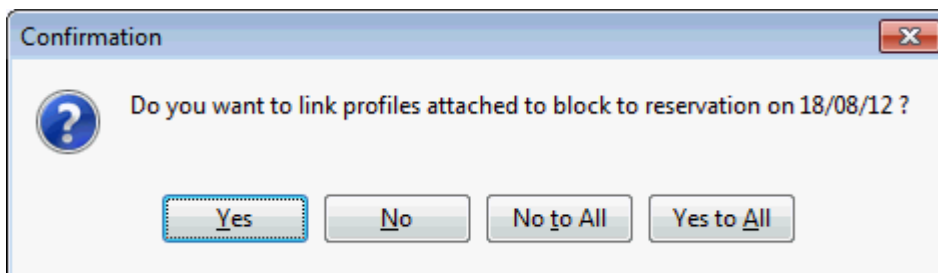 Confirmation
Do you want to link profiles attached to block to reservation on 18/08/12 ?
Yes No No to All Yes to All